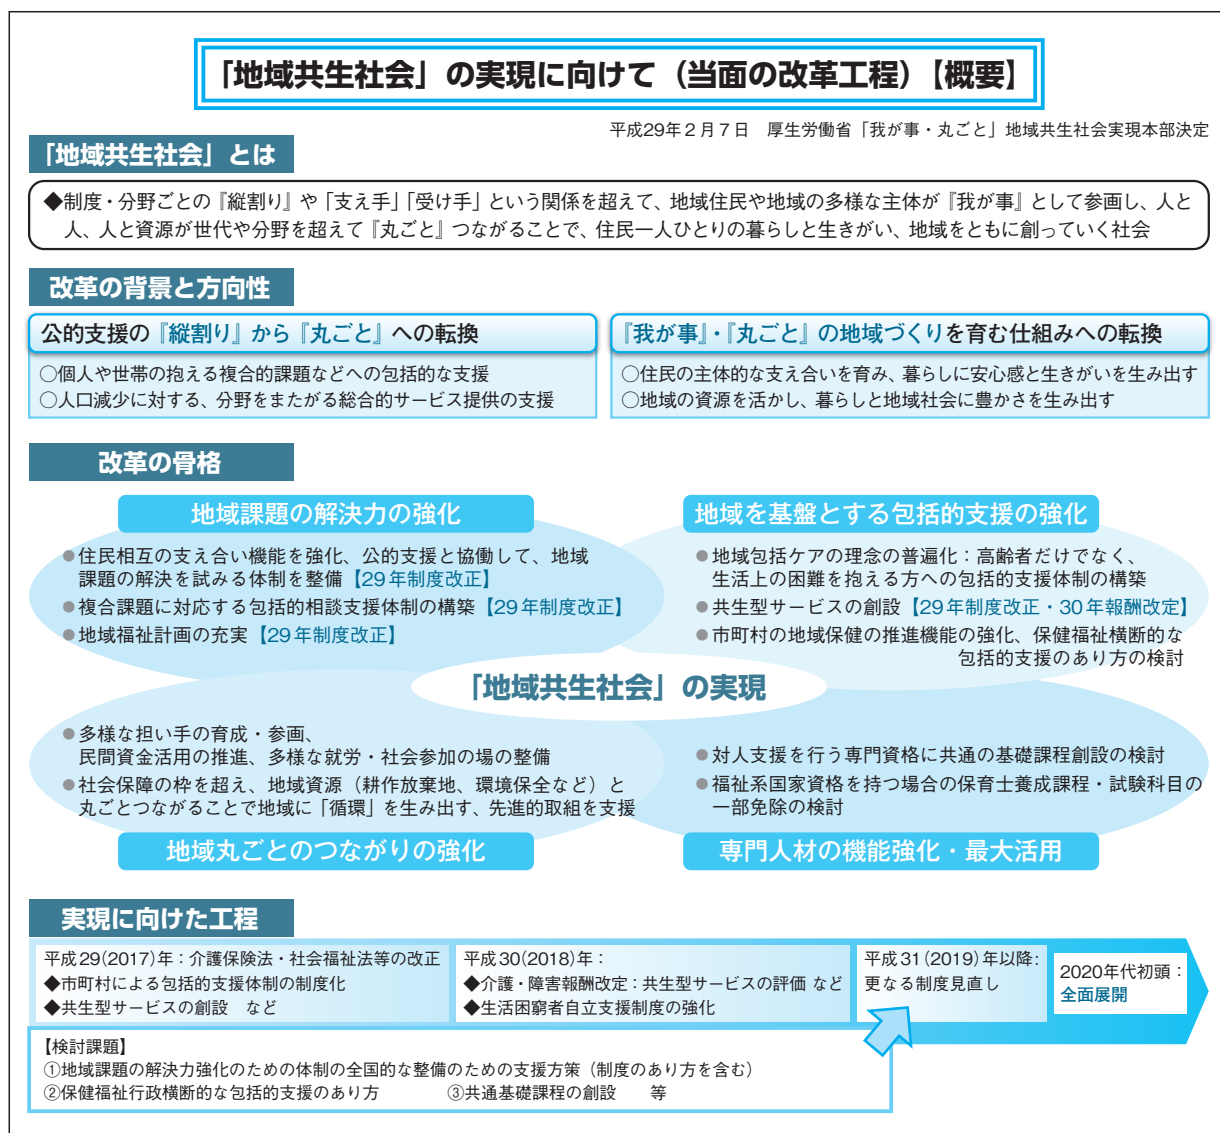 「地域共生社会」の実現に向けて（当面の改革工程）【概要】
平成29年２月７日　厚生労働省「我が事・丸ごと」地域共生社会実現本部決定
「地域共生社会」とは
◆制度・分野ごとの『縦割り』や「支え手」「受け手」という関係を超えて、地域住民や地域の多様な主体が『我が事』として参画し、人と
人、人と資源が世代や分野を超えて『丸ごと』つながることで、住民一人ひとりの暮らしと生きがい、地域をともに創っていく社会
改革の背景と方向性
公的支援の『縦割り』から『丸ごと』への転換
○個人や世帯の抱える複合的課題などへの包括的な支援
○人口減少に対する、分野をまたがる総合的サービス提供の支援
『我が事』・『丸ごと』の地域づくりを育む仕組みへの転換
○住民の主体的な支え合いを育み、暮らしに安心感と生きがいを生み出す
○地域の資源を活かし、暮らしと地域社会に豊かさを生み出す
改革の骨格
地域課題の解決力の強化
●住民相互の支え合い機能を強化、公的支援と協働して、地域
課題の解決を試みる体制を整備【29年制度改正】
●複合課題に対応する包括的相談支援体制の構築【29年制度改正】
●地域福祉計画の充実【29年制度改正】
地域を基盤とする包括的支援の強化
●地域包括ケアの理念の普遍化：高齢者だけでなく、
生活上の困難を抱える方への包括的支援体制の構築
●共生型サービスの創設【29年制度改正・30年報酬改定】
●市町村の地域保健の推進機能の強化、保健福祉横断的な
包括的支援のあり方の検討
「地域共生社会」の実現
●多様な担い手の育成・参画、
民間資金活用の推進、多様な就労・社会参加の場の整備
●社会保障の枠を超え、地域資源（耕作放棄地、環境保全など）と
丸ごとつながることで地域に「循環」を生み出す、先進的取組を支援
地域丸ごとのつながりの強化
●対人支援を行う専門資格に共通の基礎課程創設の検討
●福祉系国家資格を持つ場合の保育士養成課程・試験科目の
一部免除の検討
専門人材の機能強化・最大活用
実現に向けた工程
平成29(2017)年：介護保険法・社会福祉法等の改正
◆市町村による包括的支援体制の制度化
◆共生型サービスの創設　など
平成30(2018)年：
◆介護・障害報酬改定：共生型サービスの評価 など
◆生活困窮者自立支援制度の強化
平成31(2019)年以降：
更なる制度見直し
2020年代初頭：
全面展開
【検討課題】
①地域課題の解決力強化のための体制の全国的な整備のための支援方策（制度のあり方を含む）
②保健福祉行政横断的な包括的支援のあり方　　　③共通基礎課程の創設　　等